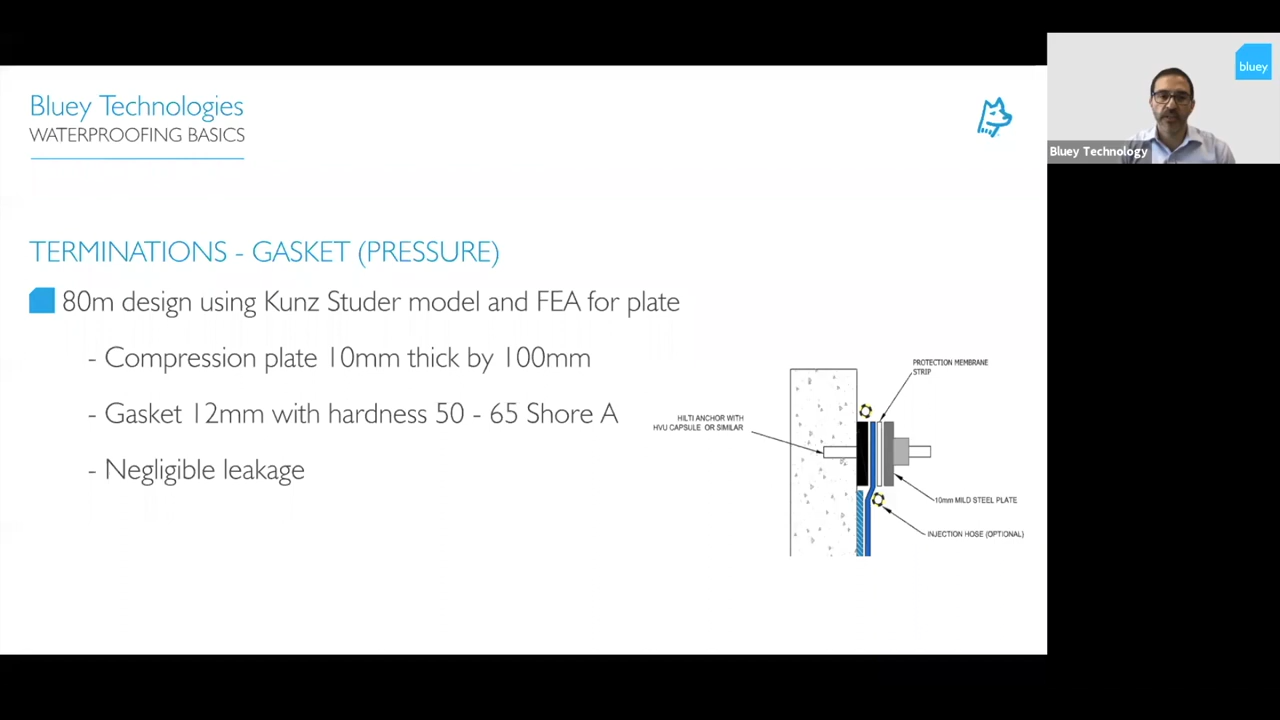 Bluey Technologies
WATERPROOFING BASICS
bluey
Bluey Technology
TERMINATIONS - GASKET (PRESSURE)
80m design using Kunz Studer model and FEA for plate
- Compression plate 10mm thick by 100mm
- Gasket 12mm with hardness 50 - 65 Shore A
- Negligible leakage
PROTECTION MEMBRANE
STRIP
HILTI ANCHOR WITH
HVU CAPSULE OR SIMILAR
10mm MILD STEEL PLATE
INJECTION HOSE (OPTIONAL)